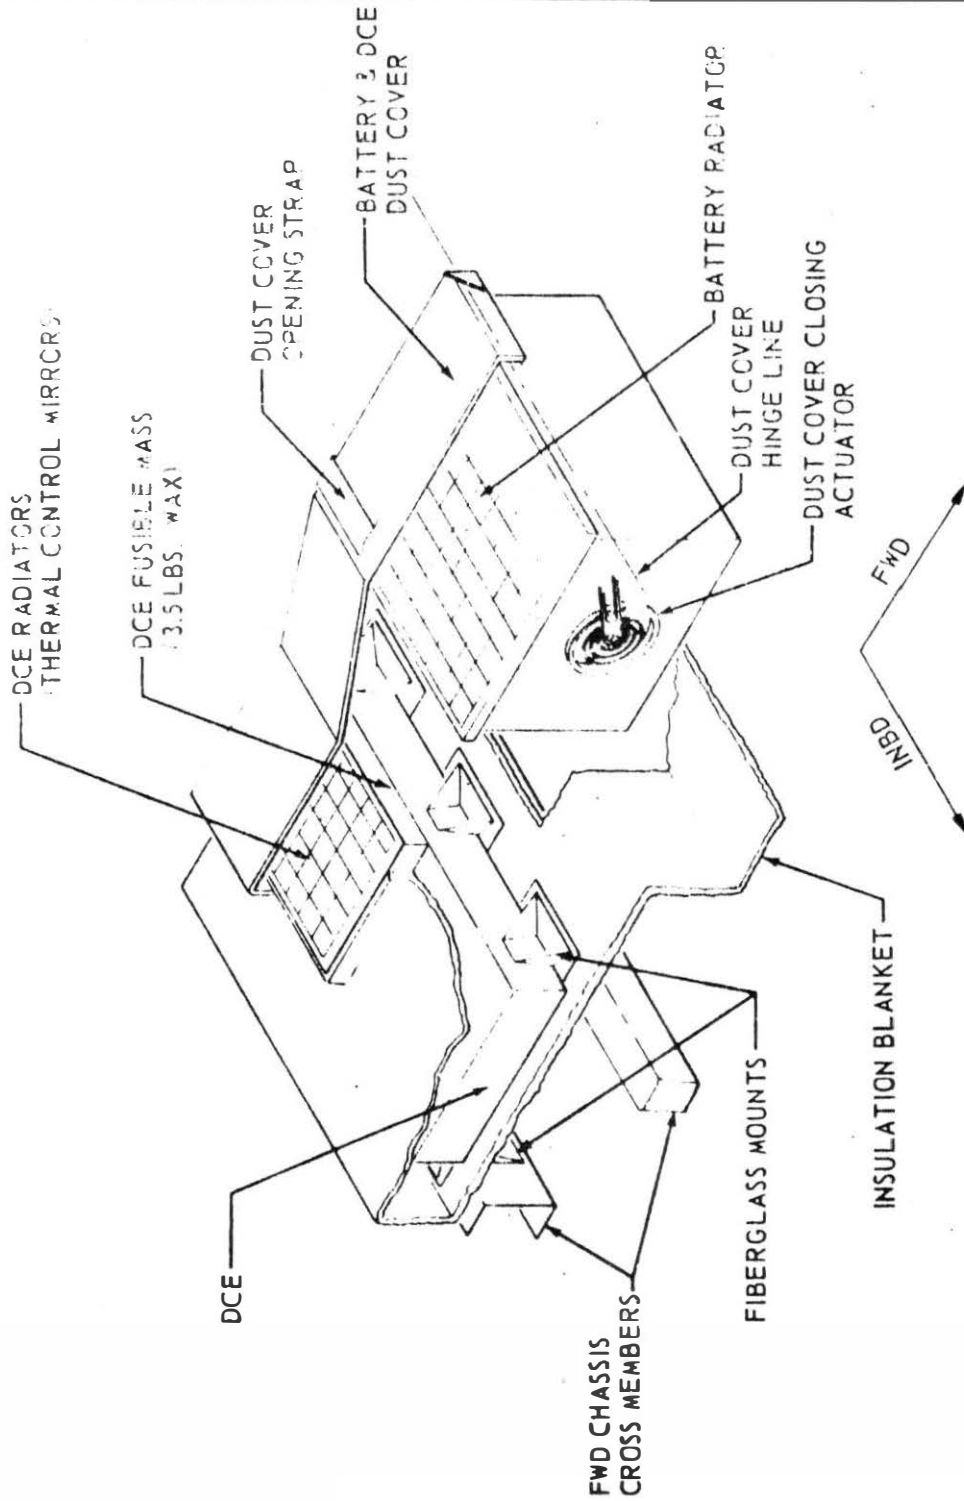 DCE RADIATORS
(THERMAL CONTROL MIRRORS)
DCE FUSIBLE MASS
(3.5 LBS. WAX)
DUST COVER
OPENING STRAP
BATTERY & DCE
DUST COVER
BATTERY RADIATOR
DUST COVER
HINGE LINE
DUST COVER CLOSING
ACTUATOR
DCE
FWD CHASSIS
CROSS MEMBERS
FIBERGLASS MOUNTS
INSULATION BLANKET
INBD
FWD